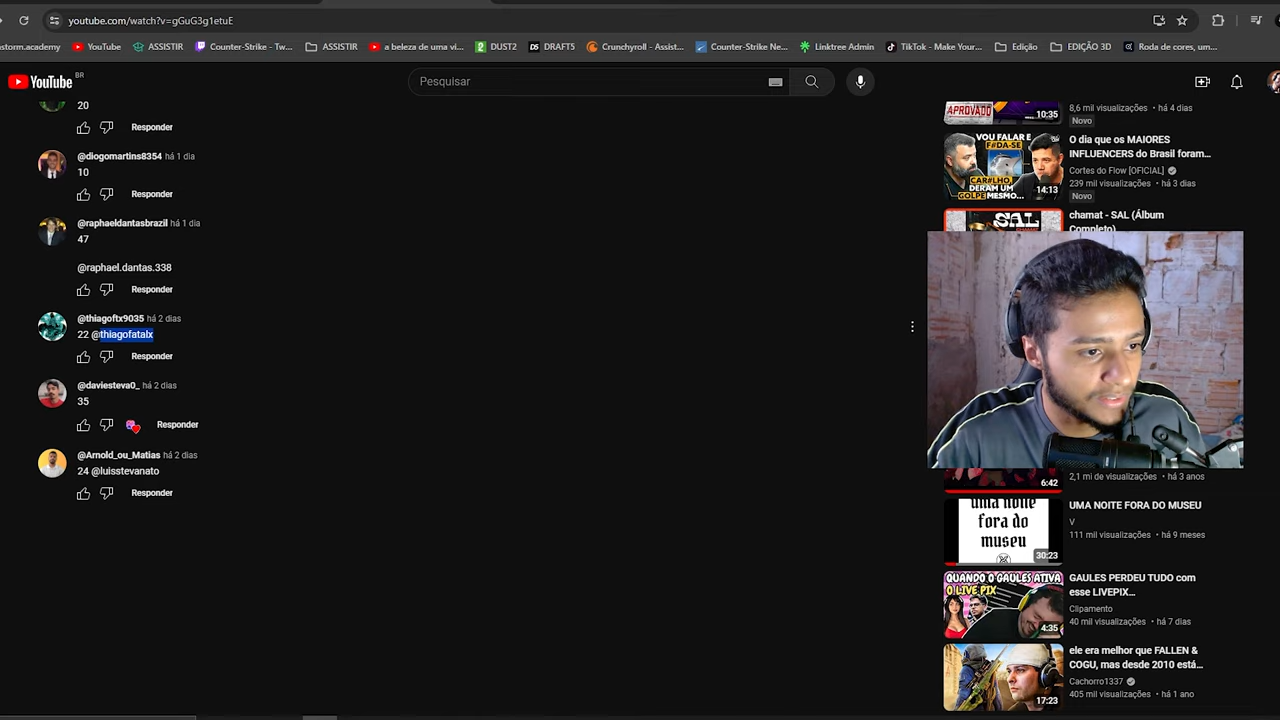 youtube.com/watch?v=gGuG3g1etuE
storm.academy
YouTube
ASSISTIR
Counter-Strike - Tw...
ASSISTIR
a beleza de uma vi...
DUST2
DRAFT5
Crunchyroll - Assist...
Counter-Strike Ne...
Linktree Admin
TikTok - Make Your...
Edição
EDIÇÃO 3D
Roda de cores, um...
YouTube BR
Pesquisar
20
Responder
@diogomartins8354 há 1 dia
10
Responder
@raphaeldantasbrazil há 1 dia
47
@raphael.dantas.338
Responder
@thiagoftx9035 há 2 dias
22 @thiagofatalx
Responder
@daviesteva0_ há 2 dias
35
Responder
@Arnold_ou_Matias há 2 dias
24 @luisstevanato
Responder
APROVADO
10:35
8,6 mil visualizações • há 4 dias
Novo
VOU FALAR E
F#DA-SE
CAR#LHO,
DERAM UM
GOLPE MESMO...
14:13
O dia que os MAIORES
INFLUENCERS do Brasil foram...
Cortes do Flow [OFICIAL]
239 mil visualizações • há 3 dias
Novo
SAL
chamat - SAL (Álbum
Completo)
6:42
2,1 mi de visualizações • há 3 anos
uma noite
fora do
museu
30:23
UMA NOITE FORA DO MUSEU
V
111 mil visualizações • há 9 meses
QUANDO O GAULES ATIVA
O LIVE PIX
4:35
GAULES PERDEU TUDO com
esse LIVEPIX...
Clipamento
40 mil visualizações • há 7 dias
17:23
ele era melhor que FALLEN &
COGU, mas desde 2010 está...
Cachorro1337
405 mil visualizações • há 1 ano